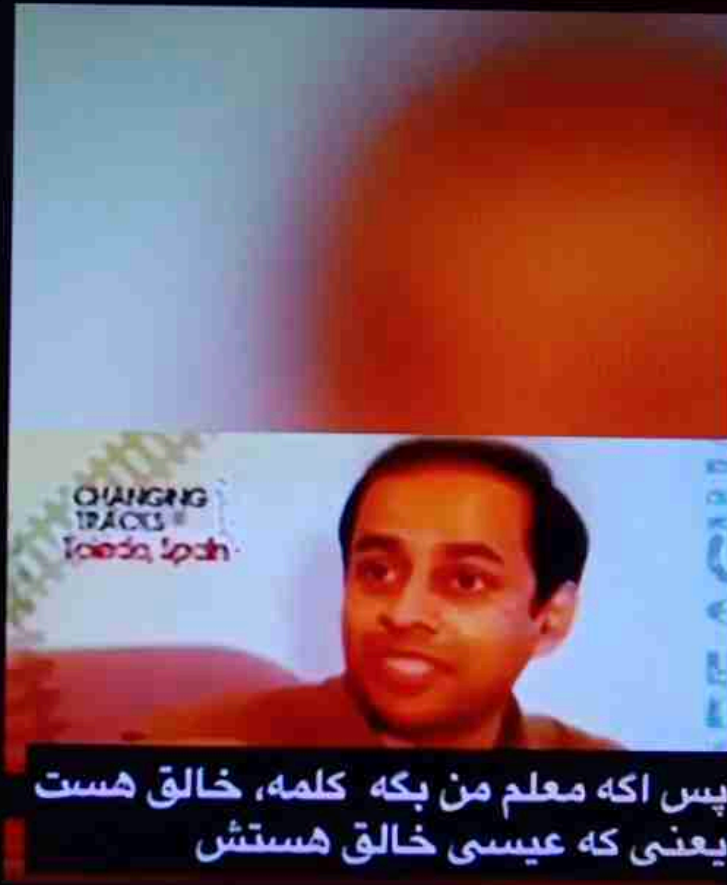 CHANGING
TRACKS
Toledo, Spain
پس اگه معلم من بگه کلمه، خالق هست
یعنی که عیسی خالق هستش